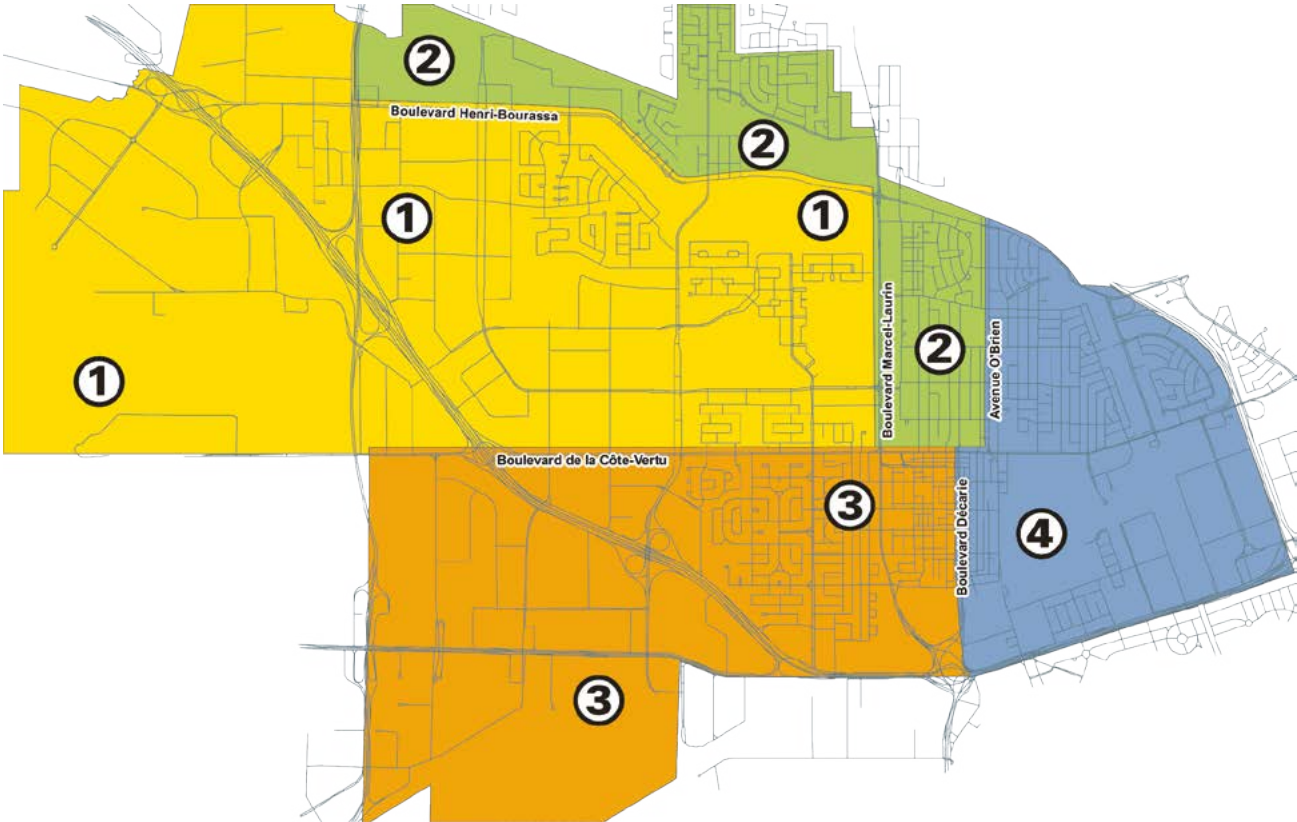 2
Boulevard Henri-Bourassa
2
1
1
Boulevard Marcel-Laurin
2
Avenue O'Brien
1
Boulevard de la Côte-Vertu
3
Boulevard Décarie
4
3